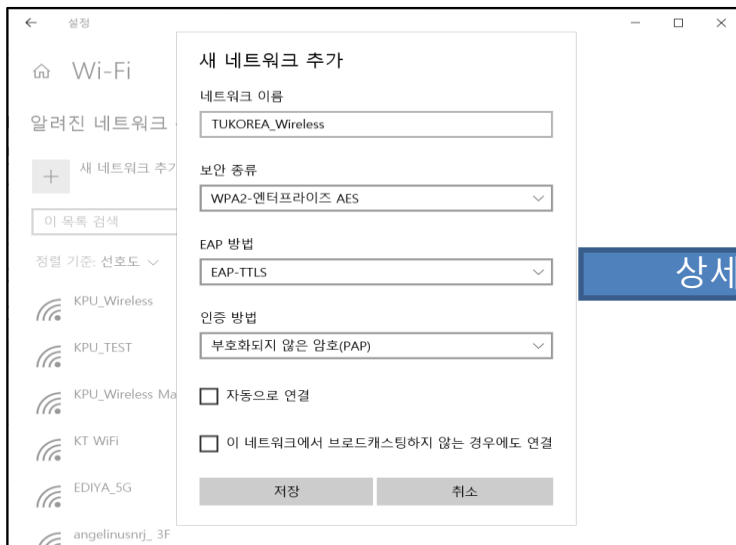 설정
Wi-Fi
알려진 네트워크
새 네트워크 추가
이 목록 검색
정렬 기준: 선호도
KPU_Wireless
KPU_TEST
KPU_Wireless Ma
KT WiFi
EDIYA_5G
angelinusnrj_ 3F
새 네트워크 추가
네트워크 이름
TUKOREA_Wireless
보안 종류
WPA2-엔터프라이즈 AES
EAP 방법
EAP-TTLS
인증 방법
부호화되지 않은 암호(PAP)
자동으로 연결
이 네트워크에서 브로드캐스팅하지 않는 경우에도 연결
저장
취소
상세